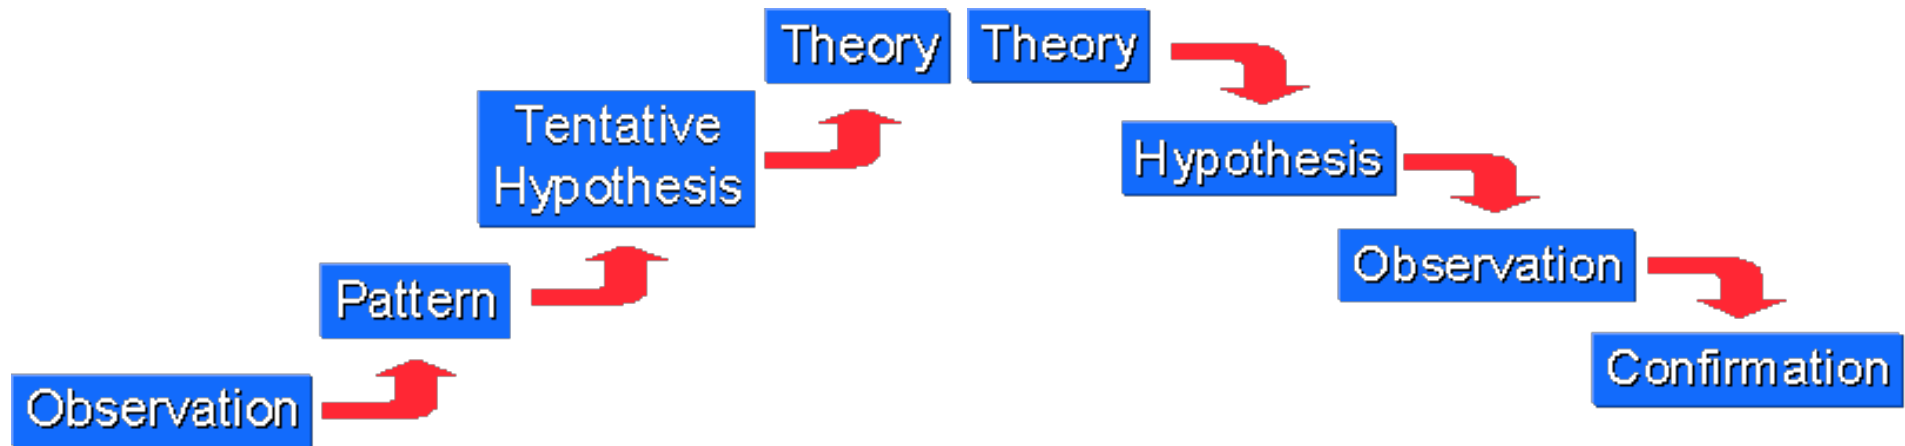 Observation
Pattern
Tentative
Hypothesis
Theory
Theory
Hypothesis
Observation
Confirmation